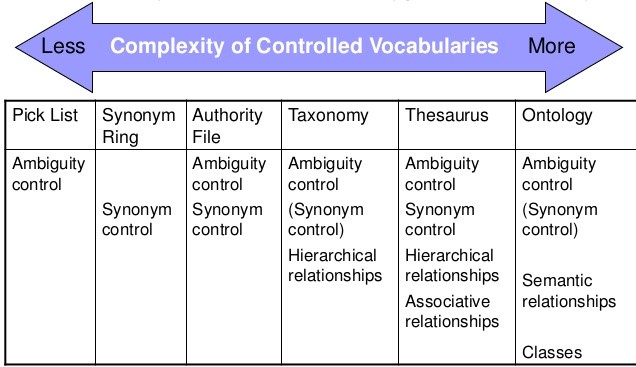 Less Complexity of Controlled Vocabularies More
Pick List
Synonym
Ring
Authority
File
Taxonomy
Thesaurus
Ontology
Ambiguity
control
Synonym
control
Ambiguity
control
Synonym
control
Ambiguity
control
(Synonym
control)
Hierarchical
relationships
Ambiguity
control
Synonym
control
Hierarchical
relationships
Associative
relationships
Ambiguity
control
(Synonym
control)
Semantic
relationships
Classes